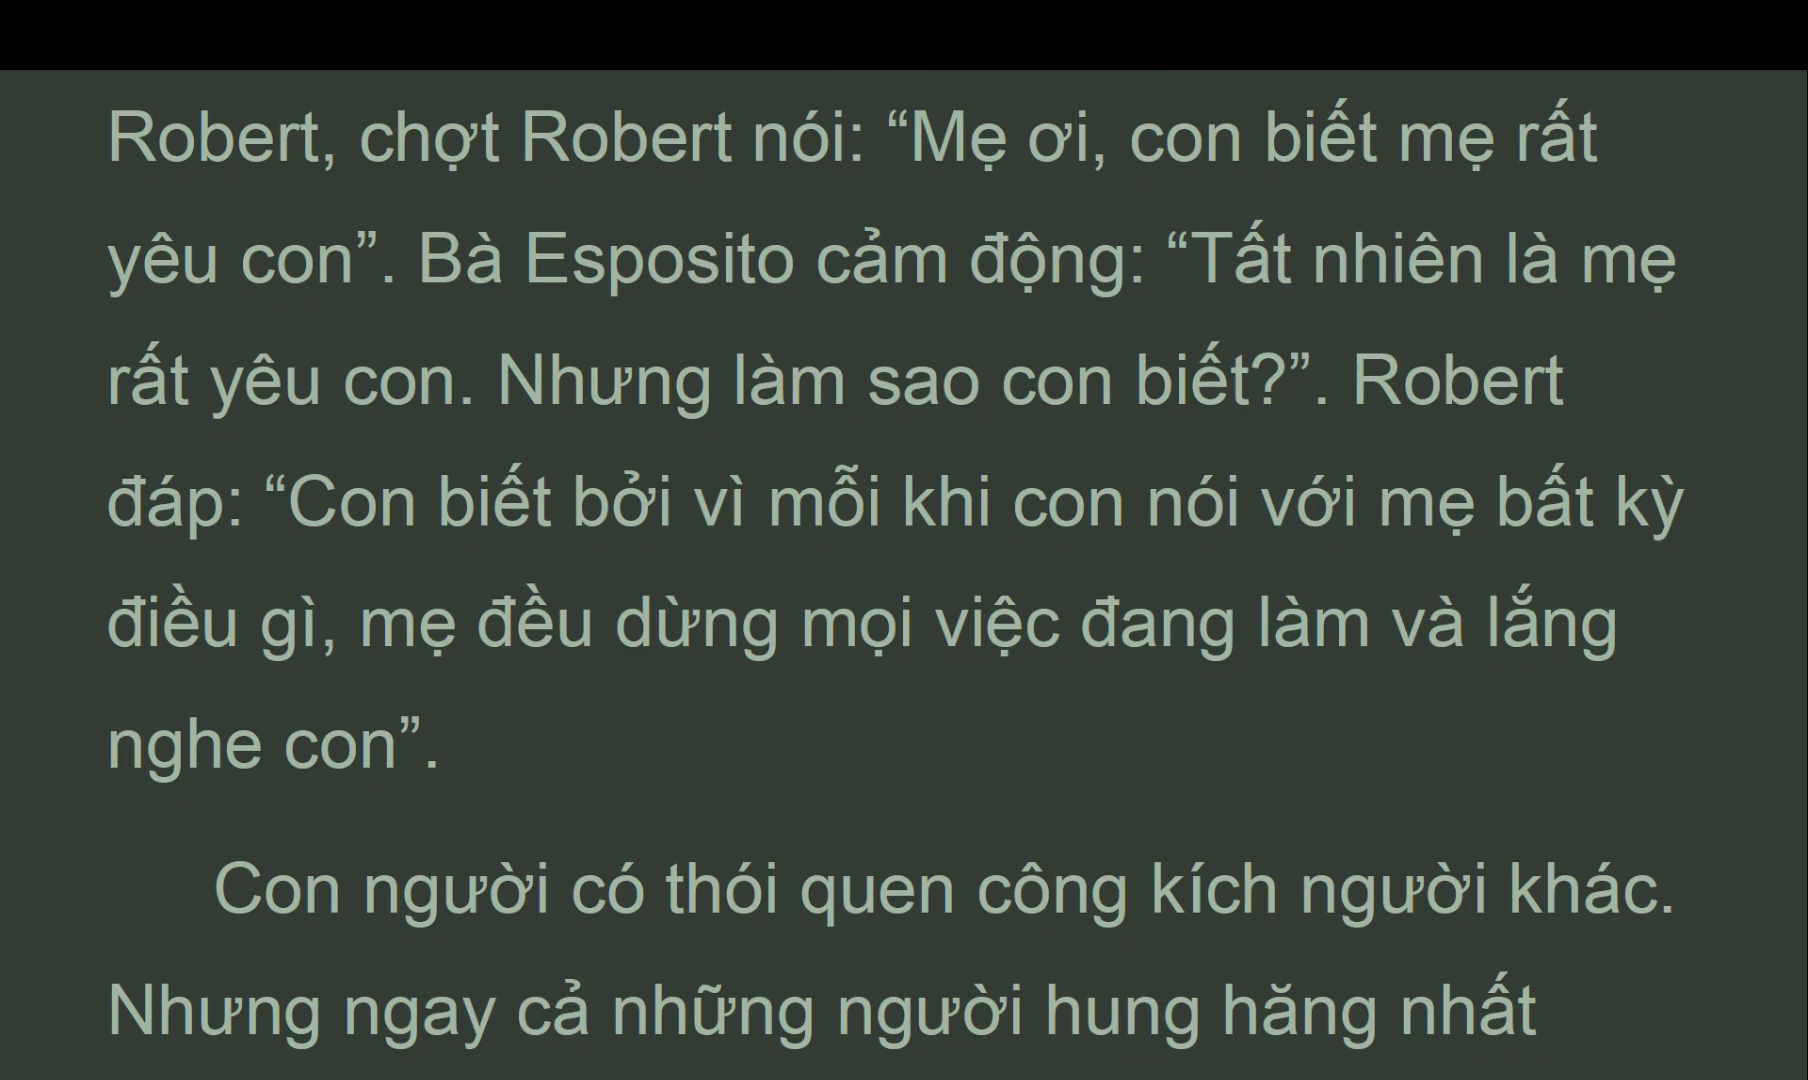 Robert, chợt Robert nói: “Mẹ ơi, con biết mẹ rất
yêu con”. Bà Esposito cảm động: “Tất nhiên là mẹ
rất yêu con. Nhưng làm sao con biết?”. Robert
đáp: “Con biết bởi vì mỗi khi con nói với mẹ bất kỳ
điều gì, mẹ đều dừng mọi việc đang làm và lắng
nghe con”.
Con người có thói quen công kích người khác.
Nhưng ngay cả những người hung hăng nhất